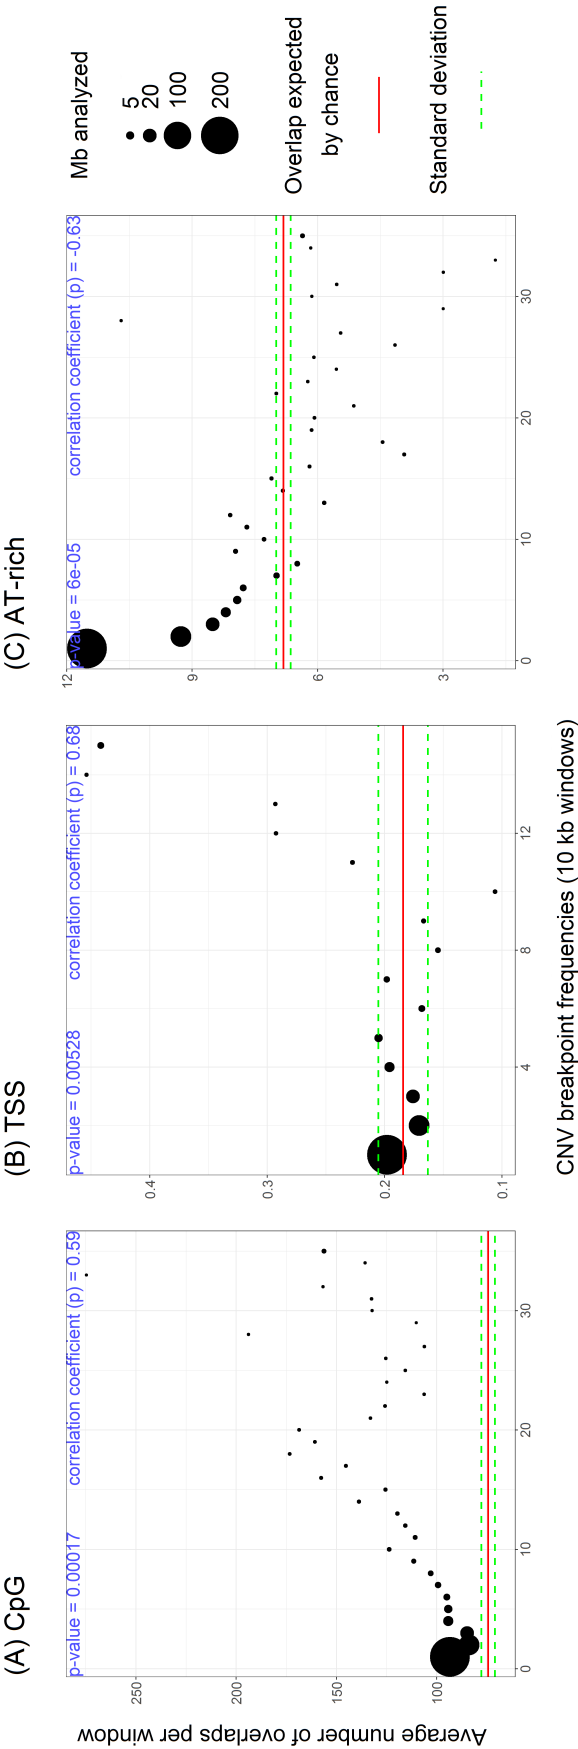 (A) CpG
p-value = 0.00017
correlation coefficient (p) = 0.59
250
200
150
100
0
10
20
30
Average number of overlaps per window
(B) TSS
p-value = 0.00528
correlation coefficient (p) = 0.68
0.4
0.3
0.2
0.1
4
8
12
CNV breakpoint frequencies (10 kb windows)
(C) AT-rich
p-value = 6e-05
correlation coefficient (p) = -0.63
12
9
6
3
0
10
20
30
Mb analyzed
5
20
100
200
Overlap expected
by chance
Standard deviation